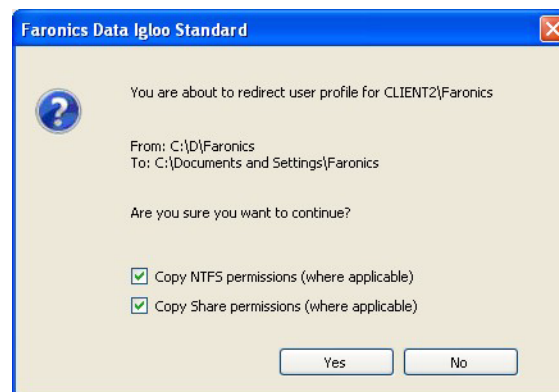 Faronics Data Igloo Standard
You are about to redirect user profile for CLIENT2\Faronics
From: C:\D\Faronics
To: C:\Documents and Settings\Faronics
Are you sure you want to continue?
Copy NTFS permissions (where applicable)
Copy Share permissions (where applicable)
Yes
No